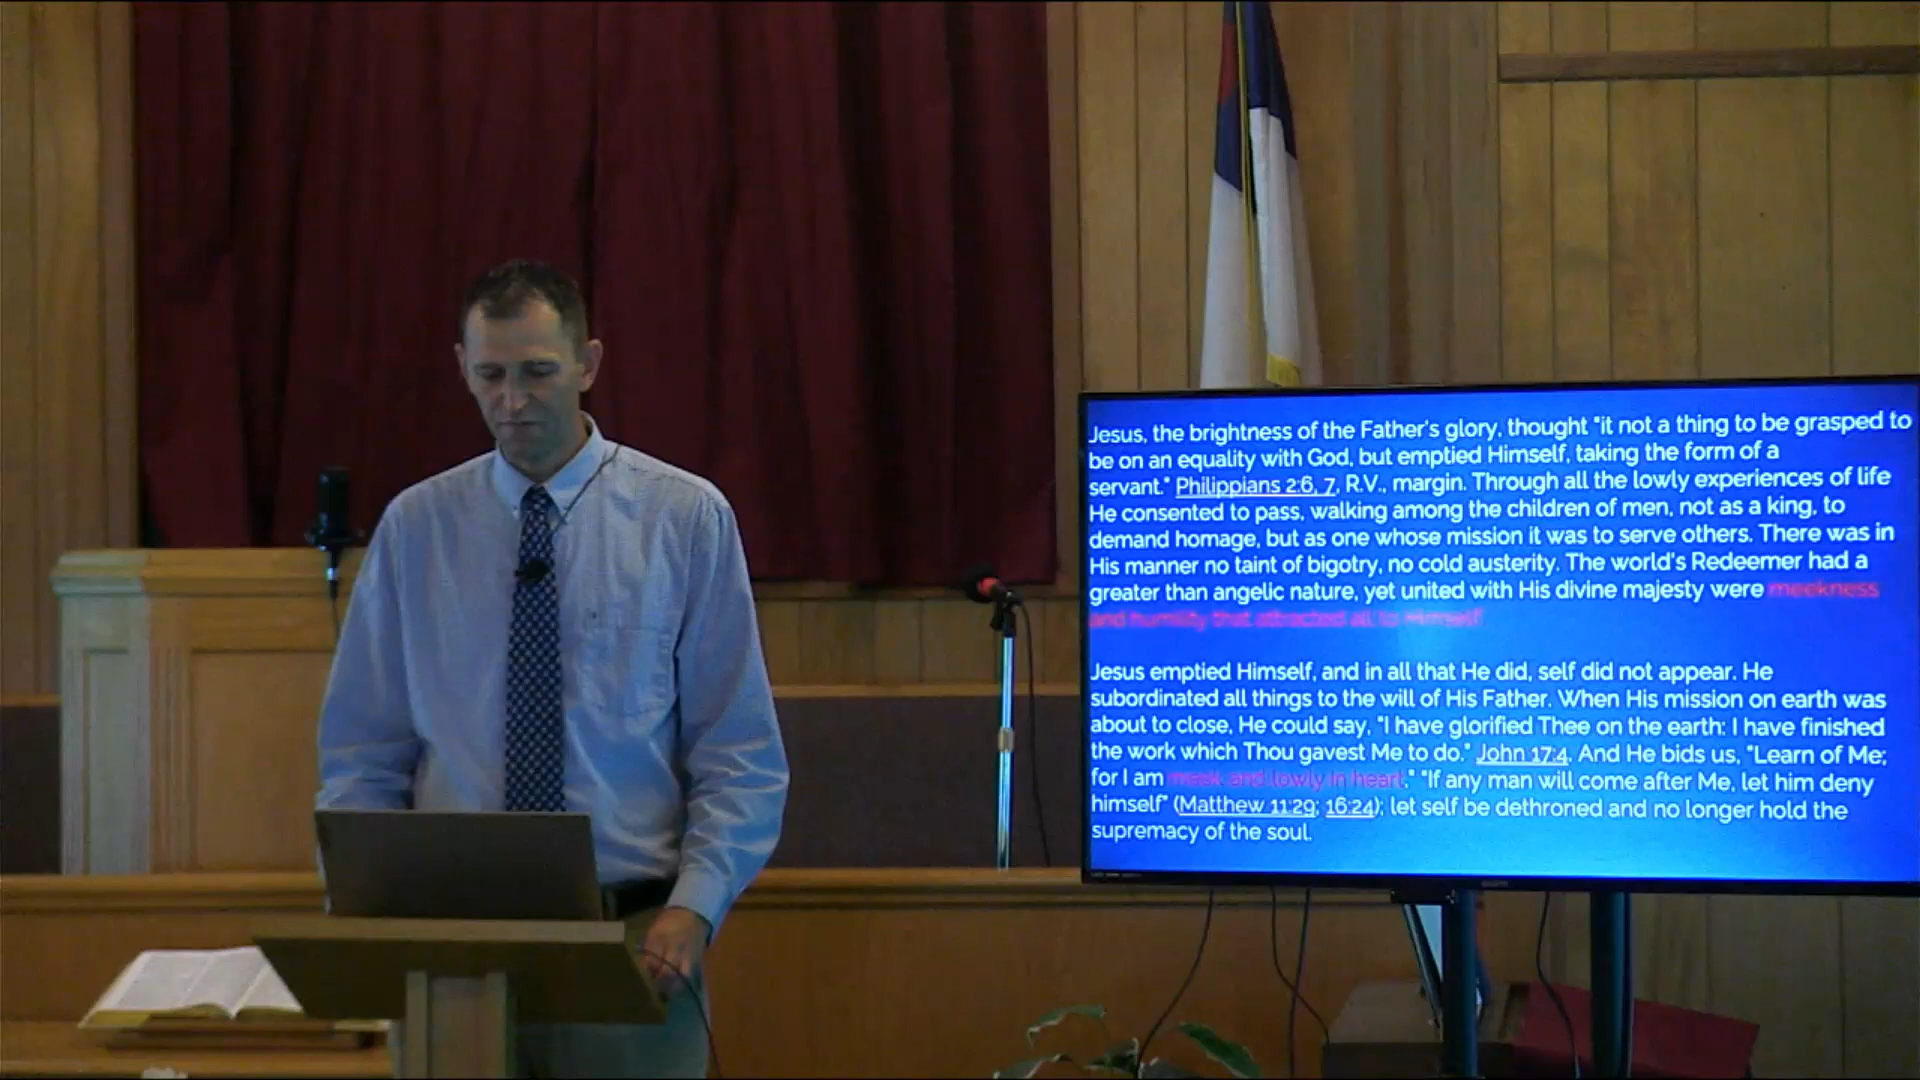 Jesus, the brightness of the Father's glory, thought "it not a thing to be grasped to
be on an equality with God, but emptied Himself, taking the form of a
servant." Philippians 2:6, 7, R.V., margin. Through all the lowly experiences of life
He consented to pass, walking among the children of men, not as a king, to
demand homage, but as one whose mission it was to serve others. There was in
His manner no taint of bigotry, no cold austerity. The world's Redeemer had a
greater than angelic nature, yet united with His divine majesty were meekness
and humility that attracted all to Himself
Jesus emptied Himself, and in all that He did, self did not appear. He
subordinated all things to the will of His Father. When His mission on earth was
about to close, He could say, "I have glorified Thee on the earth: I have finished
the work which Thou gavest Me to do." John 17:4. And He bids us, "Learn of Me;
for I am meek and lowly in heart." "If any man will come after Me, let him deny
himself" (Matthew 11:29; 16:24); let self be dethroned and no longer hold the
supremacy of the soul.